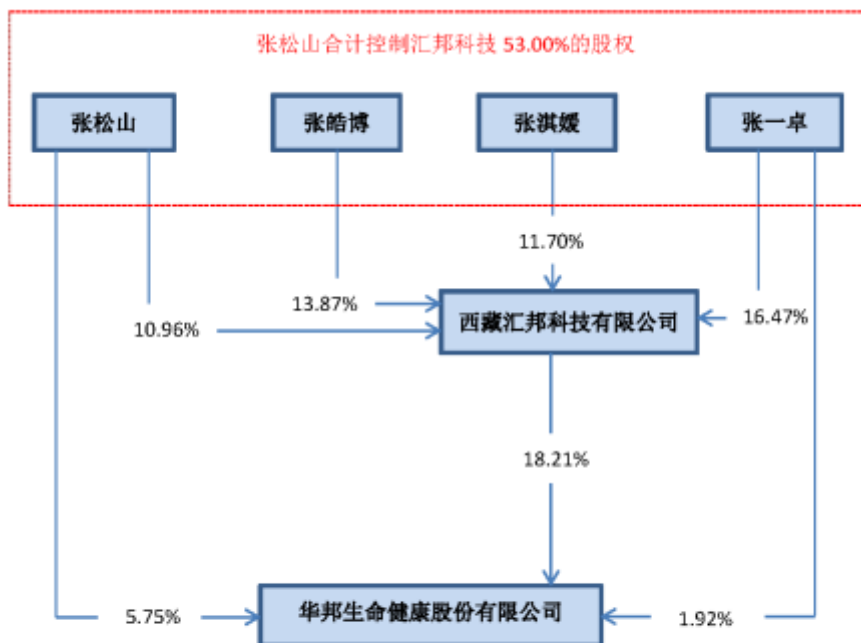 张松山合计控制汇邦科技 53.00%的股权
张松山
张皓博
张淇媛
张一卓
11.70%
13.87%
16.47%
10.96%
西藏汇邦科技有限公司
18.21%
5.75%
华邦生命健康股份有限公司
1.92%